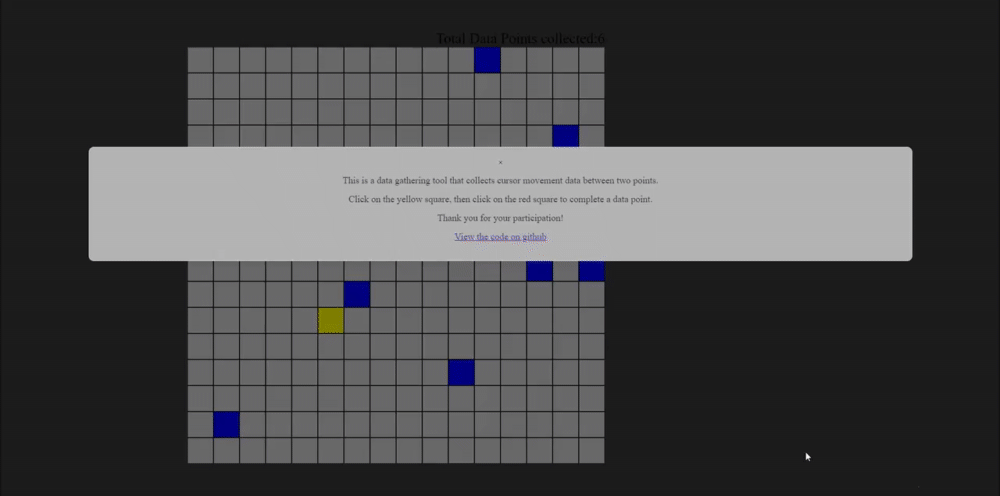 Total Data Points collected:6
×
This is a data gathering tool that collects cursor movement data between two points.
Click on the yellow square, then click on the red square to complete a data point.
Thank you for your participation!
View the code on github